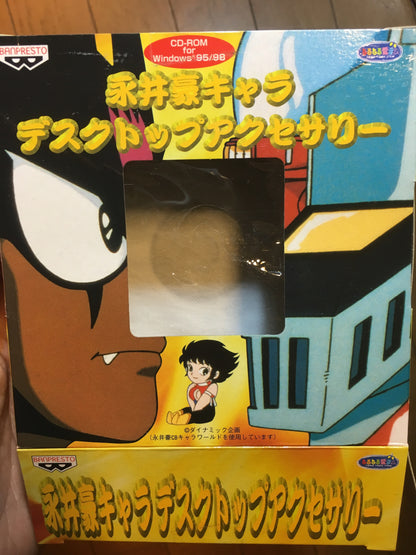 BANPRESTO
CD-ROM
for
Windows®95/98
永井豪キャラ
デスクトップアクセサリー
©ダイナミック企画
(永井豪CBキャラワールドを使用しています)
BANPRESTO
永井豪キャラデスクトップアクセサリー